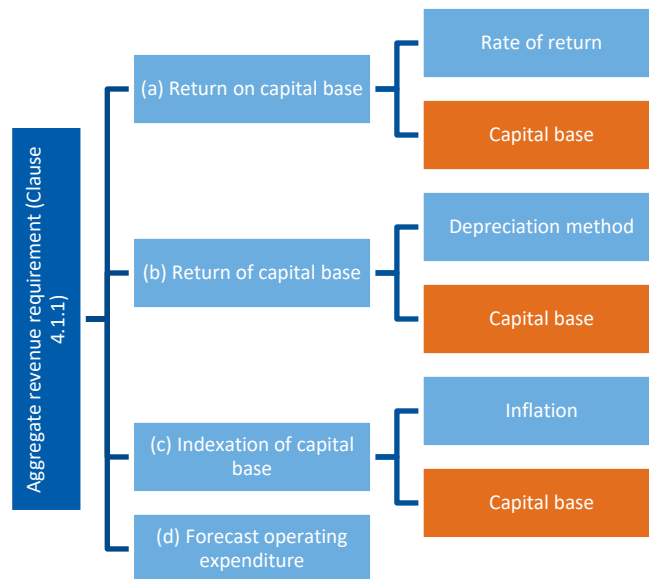 Aggregate revenue requirement (Clause
4.1.1)
(a) Return on capital base
Rate of return
Capital base
(b) Return of capital base
Depreciation method
Capital base
(c) Indexation of capital
base
Inflation
Capital base
(d) Forecast operating
expenditure